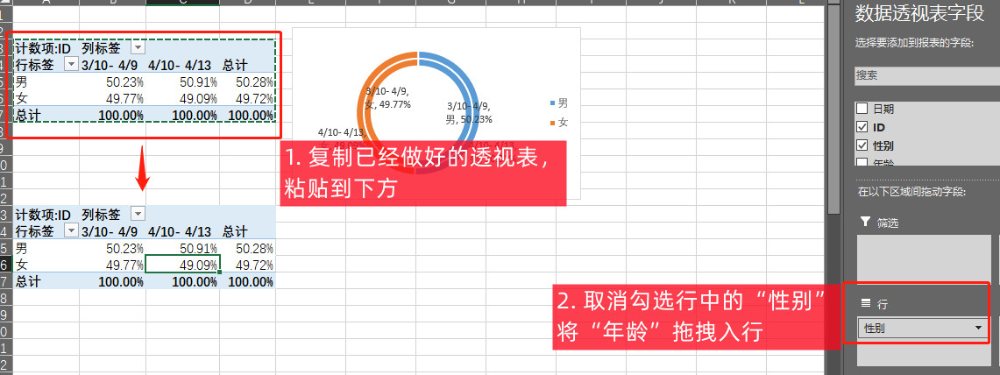 A B C D E F G H I J K L
计数项:ID 列标签
行标签 3/10- 4/9 4/10- 4/13 总计
男 50.23% 50.91% 50.28%
女 49.77% 49.09% 49.72%
总计 100.00% 100.00% 100.00%
3/10- 4/9,
女, 49.77%
3/10- 4/9,
男, 50.23%
4/10- 4/13,
男
女
1. 复制已经做好的透视表，
粘贴到下方
计数项:ID 列标签
行标签 3/10- 4/9 4/10- 4/13 总计
男 50.23% 50.91% 50.28%
女 49.77% 49.09% 49.72%
总计 100.00% 100.00% 100.00%
2. 取消勾选行中的“性别”
将“年龄”拖拽入行
数据透视表字段
选择要添加到报表的字段:
搜索
日期
ID
性别
年龄
在以下区域间拖动字段:
筛选
行
性别